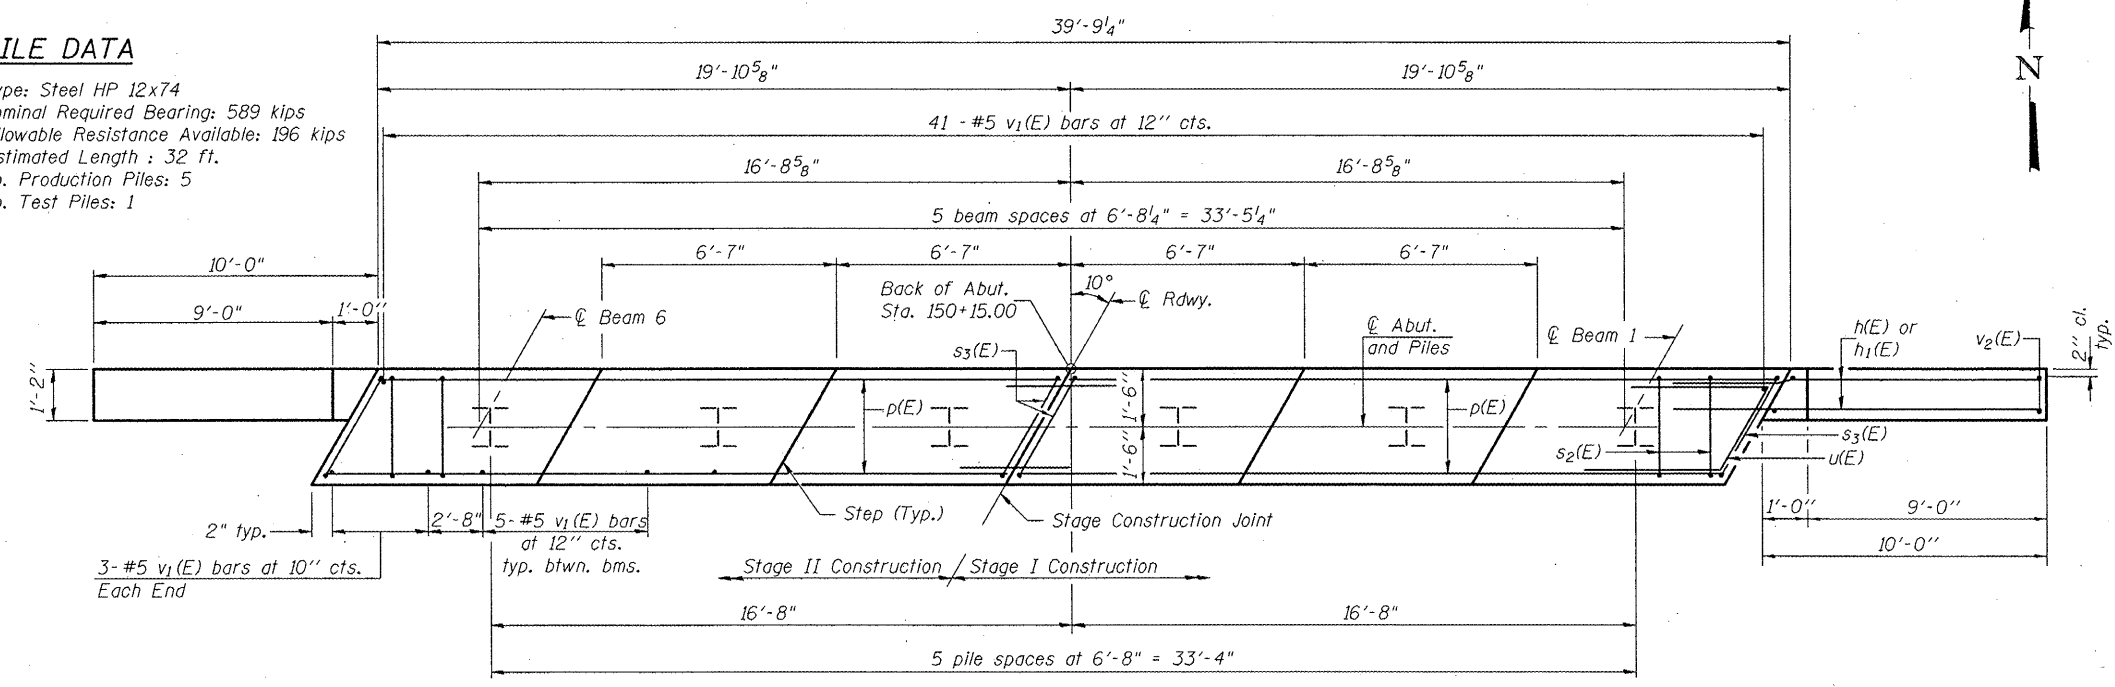 39'-9¼"
ILE DATA
19'-10⅝"
19'-10⅝"
N
ype: Steel HP 12x74
ominal Required Bearing: 589 kips
llowable Resistance Available: 196 kips
stimated Length : 32 ft.
o. Production Piles: 5
o. Test Piles: 1
41 - #5 v₁(E) bars at 12" cts.
16'-8⅝"
16'-8⅝"
5 beam spaces at 6'-8¼" = 33'-5¼"
6'-7"
6'-7"
6'-7"
6'-7"
10'-0"
9'-0"
1'-0"
Back of Abut.
Sta. 150+15.00
10°
℄ Rdwy.
℄ Beam 6
℄ Abut.
and Piles
℄ Beam 1
h(E) or
h₁(E)
v₂(E)
2" cl.
typ.
s₃(E)
1'-2"
p(E)
1'-6"
1'-6"
p(E)
s₂(E)
s₃(E)
u(E)
2" typ.
2'-8"
5- #5 v₁(E) bars
at 12" cts.
typ. btwn. bms.
Step (Typ.)
Stage Construction Joint
1'-0"
9'-0"
10'-0"
3- #5 v₁(E) bars at 10" cts.
Each End
Stage II Construction
Stage I Construction
16'-8"
16'-8"
5 pile spaces at 6'-8" = 33'-4"